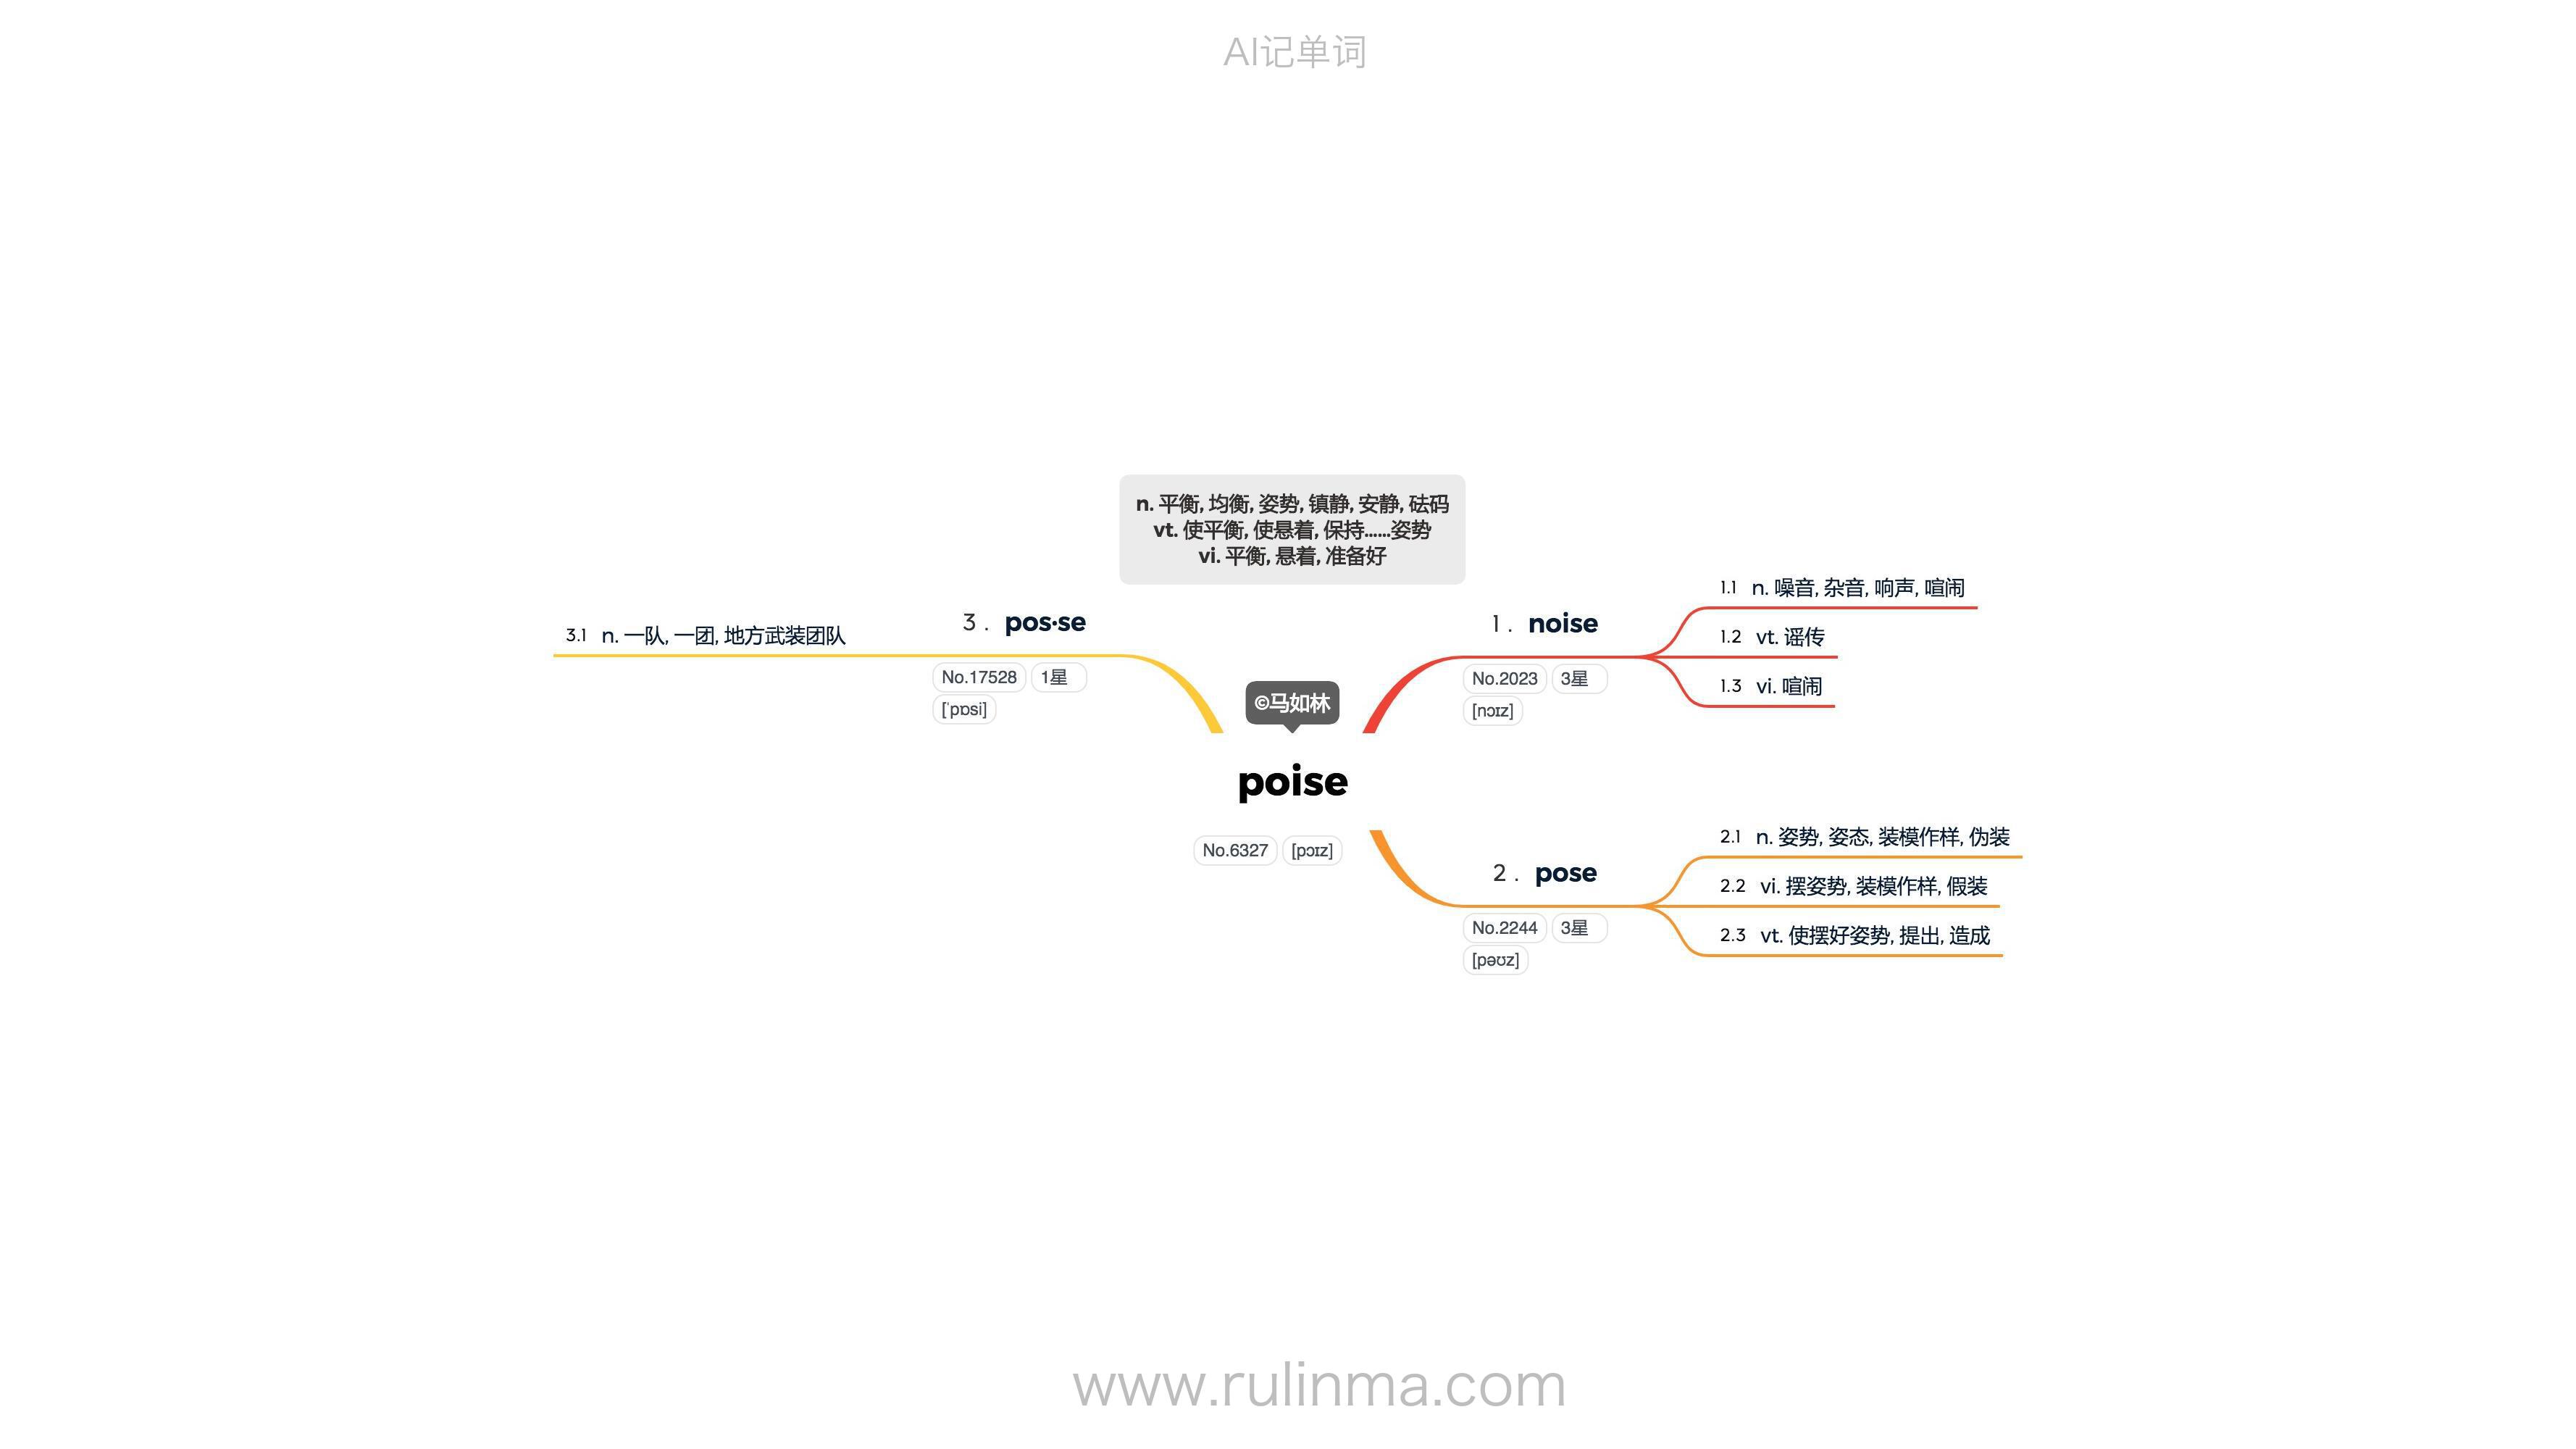 AI记单词
n. 平衡, 均衡, 姿势, 镇静, 安静, 砝码
vt. 使平衡, 使悬着, 保持……姿势
vi. 平衡, 悬着, 准备好
©马如林
poise
No.6327 [pɔɪz]
1 . noise
No.2023 3星
[nɔɪz]
1.1 n. 噪音, 杂音, 响声, 喧闹
1.2 vt. 谣传
1.3 vi. 喧闹
2 . pose
No.2244 3星
[pəʊz]
2.1 n. 姿势, 姿态, 装模作样, 伪装
2.2 vi. 摆姿势, 装模作样, 假装
2.3 vt. 使摆好姿势, 提出, 造成
3 . pos·se
No.17528 1星
[ˈpɒsi]
3.1 n. 一队, 一团, 地方武装团队
www.rulinma.com